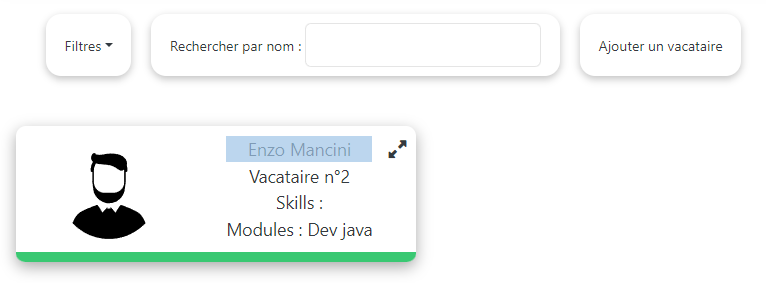 Filtres
Rechercher par nom :
Ajouter un vacataire
Enzo Mancini
Vacataire n°2
Skills :
Modules : Dev java